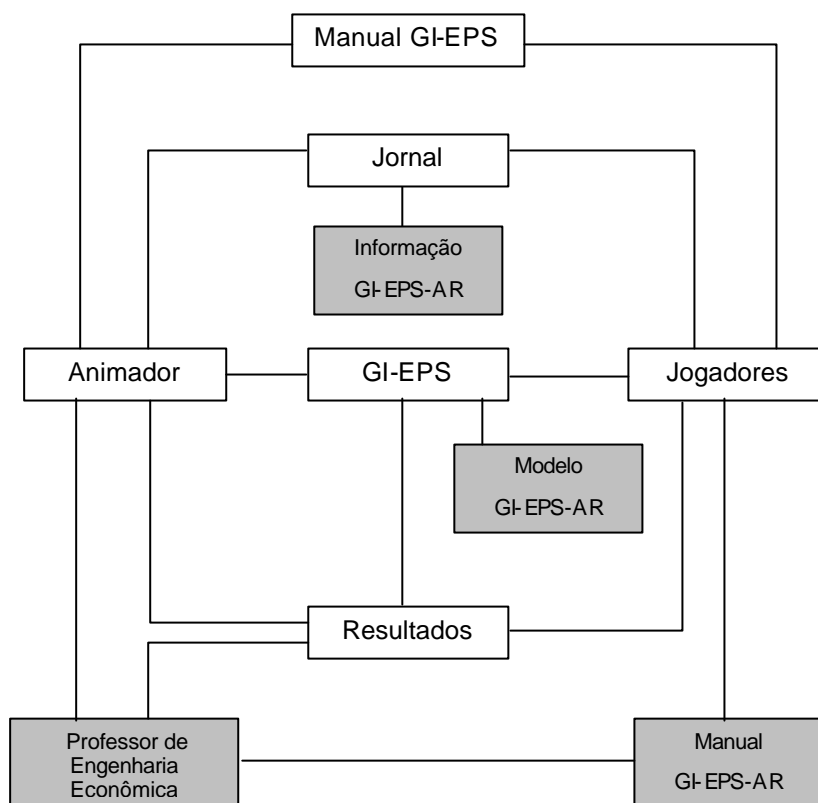 Manual GI-EPS
Jornal
Informação
GI-EPS-AR
Animador
GI-EPS
Jogadores
Modelo
GI-EPS-AR
Resultados
Professor de
Engenharia
Econômica
Manual
GI-EPS-AR